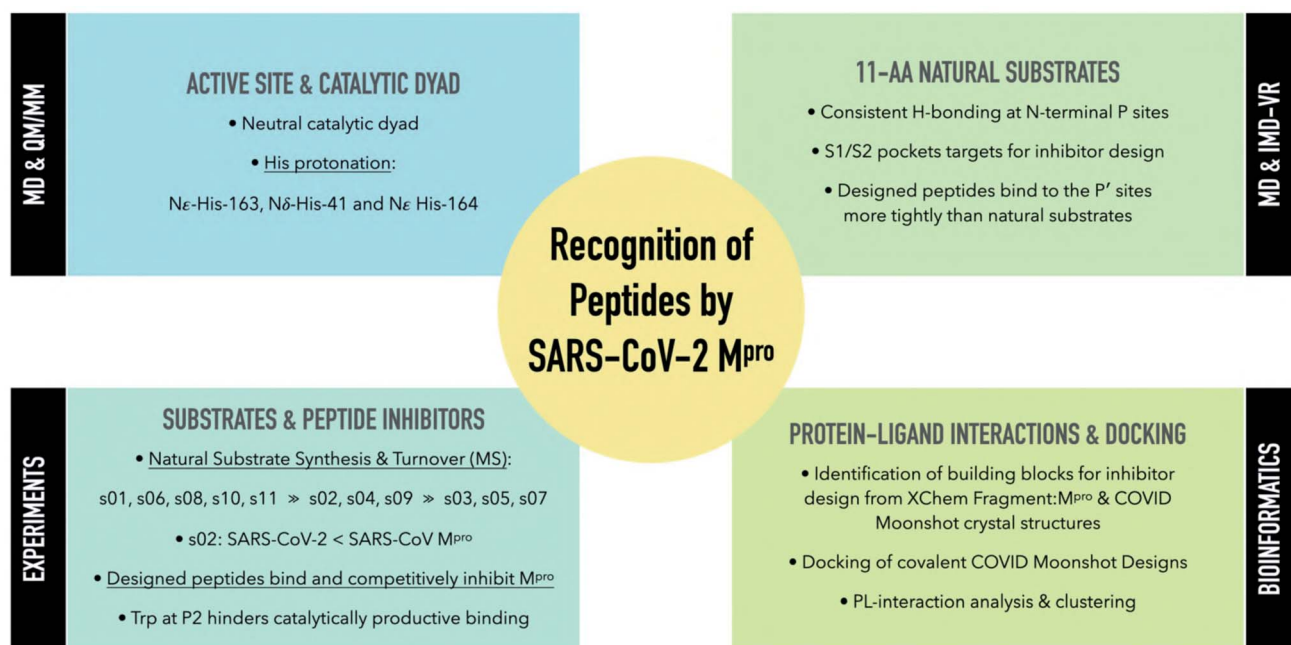 MD & QM/MM
ACTIVE SITE & CATALYTIC DYAD
• Neutral catalytic dyad
• His protonation:
Nε-His-163, Nδ-His-41 and Nε His-164
11-AA NATURAL SUBSTRATES
• Consistent H-bonding at N-terminal P sites
• S1/S2 pockets targets for inhibitor design
• Designed peptides bind to the P′ sites
more tightly than natural substrates
MD & IMD-VR
Recognition of
Peptides by
SARS-CoV-2 Mᵖʳᵒ
EXPERIMENTS
SUBSTRATES & PEPTIDE INHIBITORS
• Natural Substrate Synthesis & Turnover (MS):
s01, s06, s08, s10, s11 ≫ s02, s04, s09 ≫ s03, s05, s07
• s02: SARS-CoV-2 < SARS-CoV Mᵖʳᵒ
• Designed peptides bind and competitively inhibit Mᵖʳᵒ
• Trp at P2 hinders catalytically productive binding
PROTEIN-LIGAND INTERACTIONS & DOCKING
• Identification of building blocks for inhibitor
design from XChem Fragment:Mᵖʳᵒ & COVID
Moonshot crystal structures
• Docking of covalent COVID Moonshot Designs
• PL-interaction analysis & clustering
BIOINFORMATICS